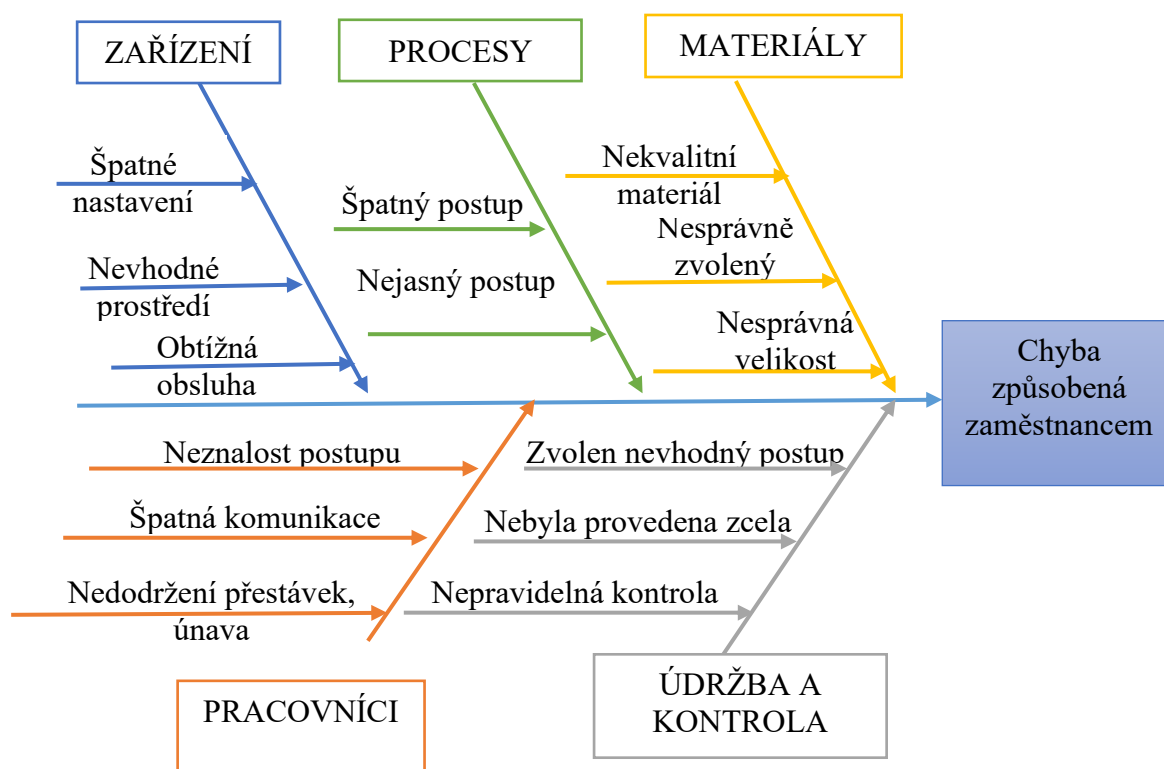 ZAŘÍZENÍ
PROCESY
MATERIÁLY
Špatné
nastavení
Nevhodné
prostředí
Obtížná
obsluha
Špatný postup
Nejasný postup
Nekvalitní
materiál
Nesprávně
zvolený
Nesprávná
velikost
Chyba
způsobená
zaměstnancem
Neznalost postupu
Špatná komunikace
Nedodržení přestávek,
únava
Zvolen nevhodný postup
Nebyla provedena zcela
Nepravidelná kontrola
PRACOVNÍCI
ÚDRŽBA A
KONTROLA